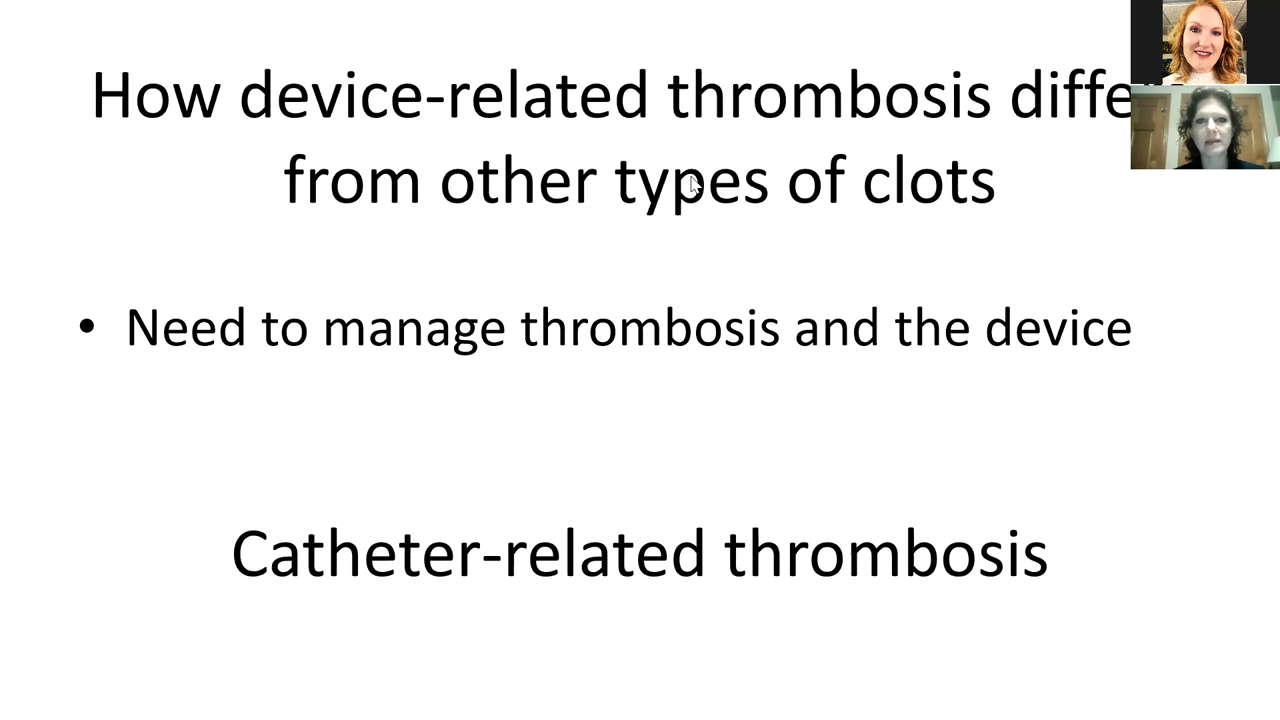 How device-related thrombosis differs
from other types of clots
• Need to manage thrombosis and the device
Catheter-related thrombosis